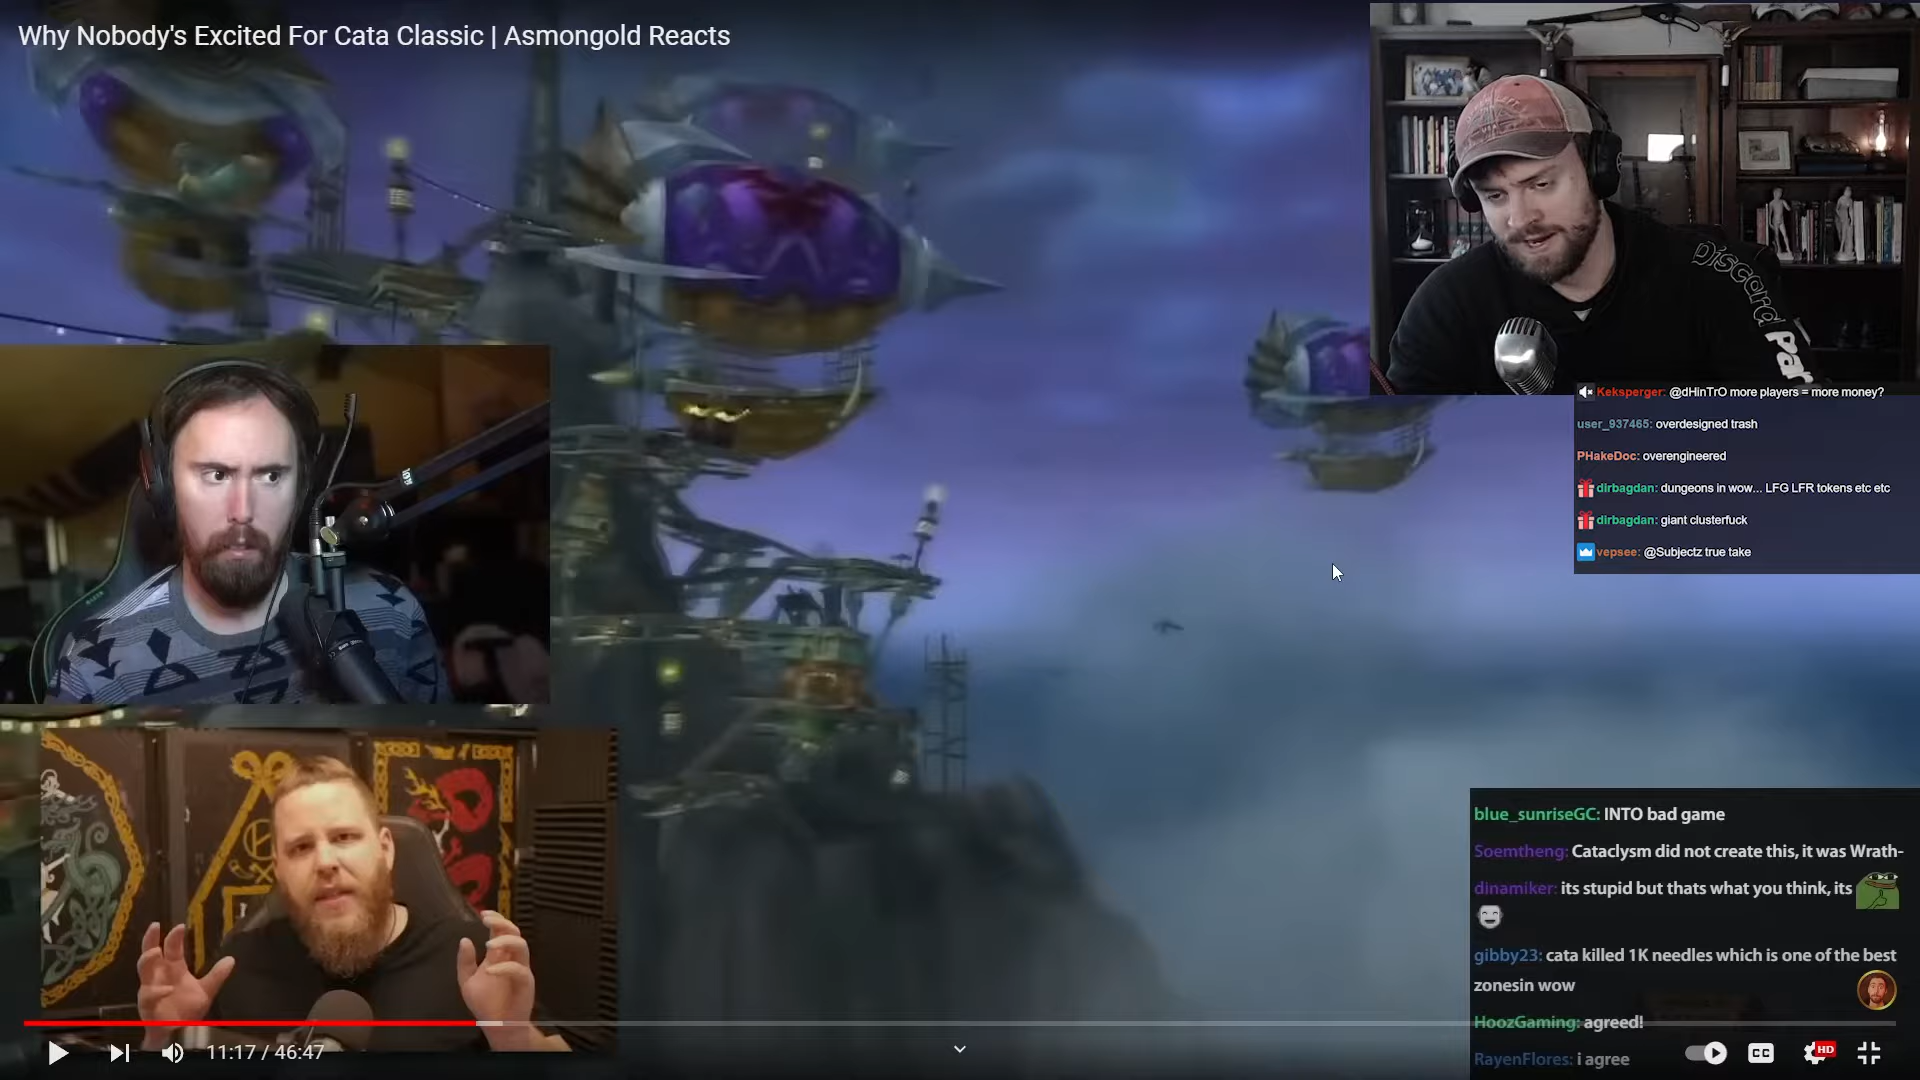 Why Nobody's Excited For Cata Classic | Asmongold Reacts
Discard
Par
Keksperger: @dHinTrO more players = more money?
user_937465: overdesigned trash
PHakeDoc: overengineered
dirbagdan: dungeons in wow... LFG LFR tokens etc etc
dirbagdan: giant clusterfuck
vepsee: @Subjectz true take
blue_sunriseGC: INTO bad game
Soemtheng: Cataclysm did not create this, it was Wrath-
dinamiker: its stupid but thats what you think, its
gibby23: cata killed 1K needles which is one of the best
zonesin wow
HoozGaming: agreed!
RayenFlores: i agree
11:17 / 46:47
CC
HD